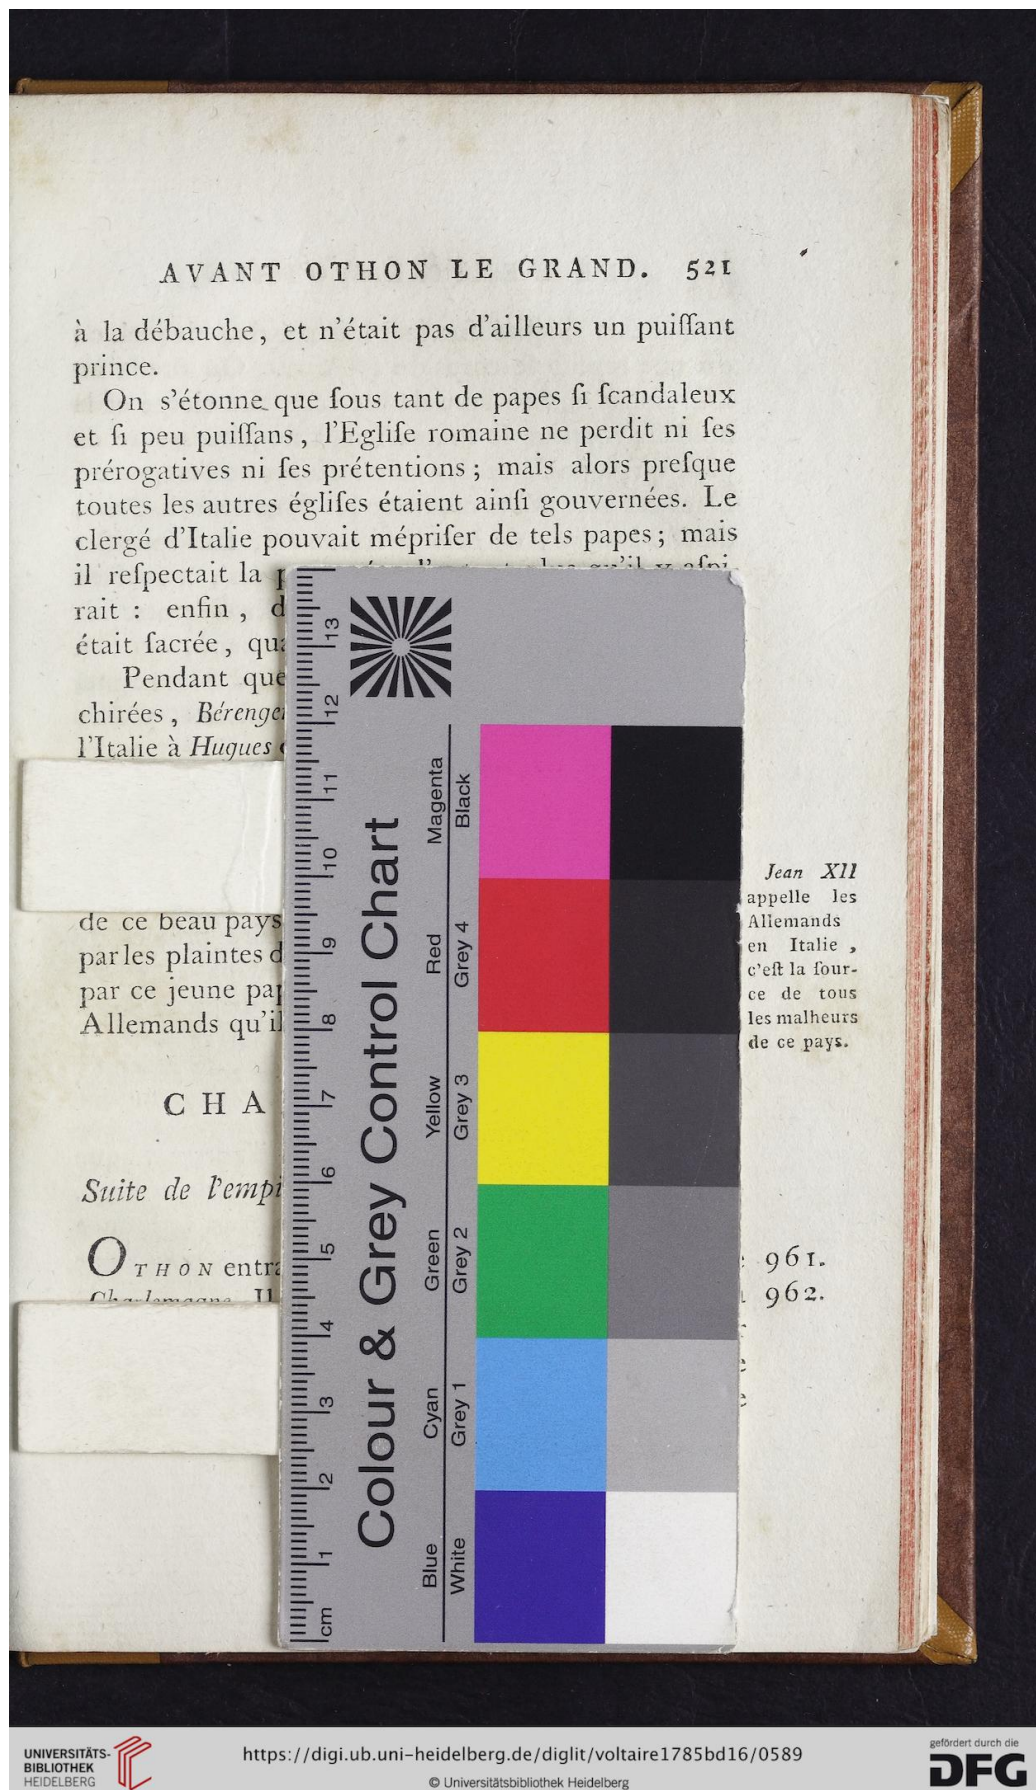 AVANT OTHON LE GRAND. 521
à la débauche, et n'était pas d'ailleurs un puiſſant
prince.
On s'étonne que ſous tant de papes ſi ſcandaleux
et ſi peu puiſſans, l'Egliſe romaine ne perdit ni ſes
prérogatives ni ſes prétentions; mais alors preſque
toutes les autres égliſes étaient ainſi gouvernées. Le
clergé d'Italie pouvait mépriſer de tels papes; mais
il reſpectait la
rait : enfin,
était ſacrée,
Pendant que
chirées,
l'Italie à Hugues
de ce beau pays
par les plaintes
par ce jeune
Allemands
Jean XII
appelle les
Allemands
en Italie,
c'eſt la ſour-
ce de tous
les malheurs
de ce pays.
CHA
Suite de l'empi
OTHON entra
961.
962.
Colour & Grey Control Chart
Magenta
Black
Red
Grey 4
Yellow
Grey 3
Green
Grey 2
Cyan
Grey 1
Blue
White
13
12
11
10
9
8
7
6
5
4
3
2
1
cm
UNIVERSITÄTS-
BIBLIOTHEK
HEIDELBERG
https://digi.ub.uni-heidelberg.de/diglit/voltaire1785bd16/0589
© Universitätsbibliothek Heidelberg
gefördert durch die
DFG